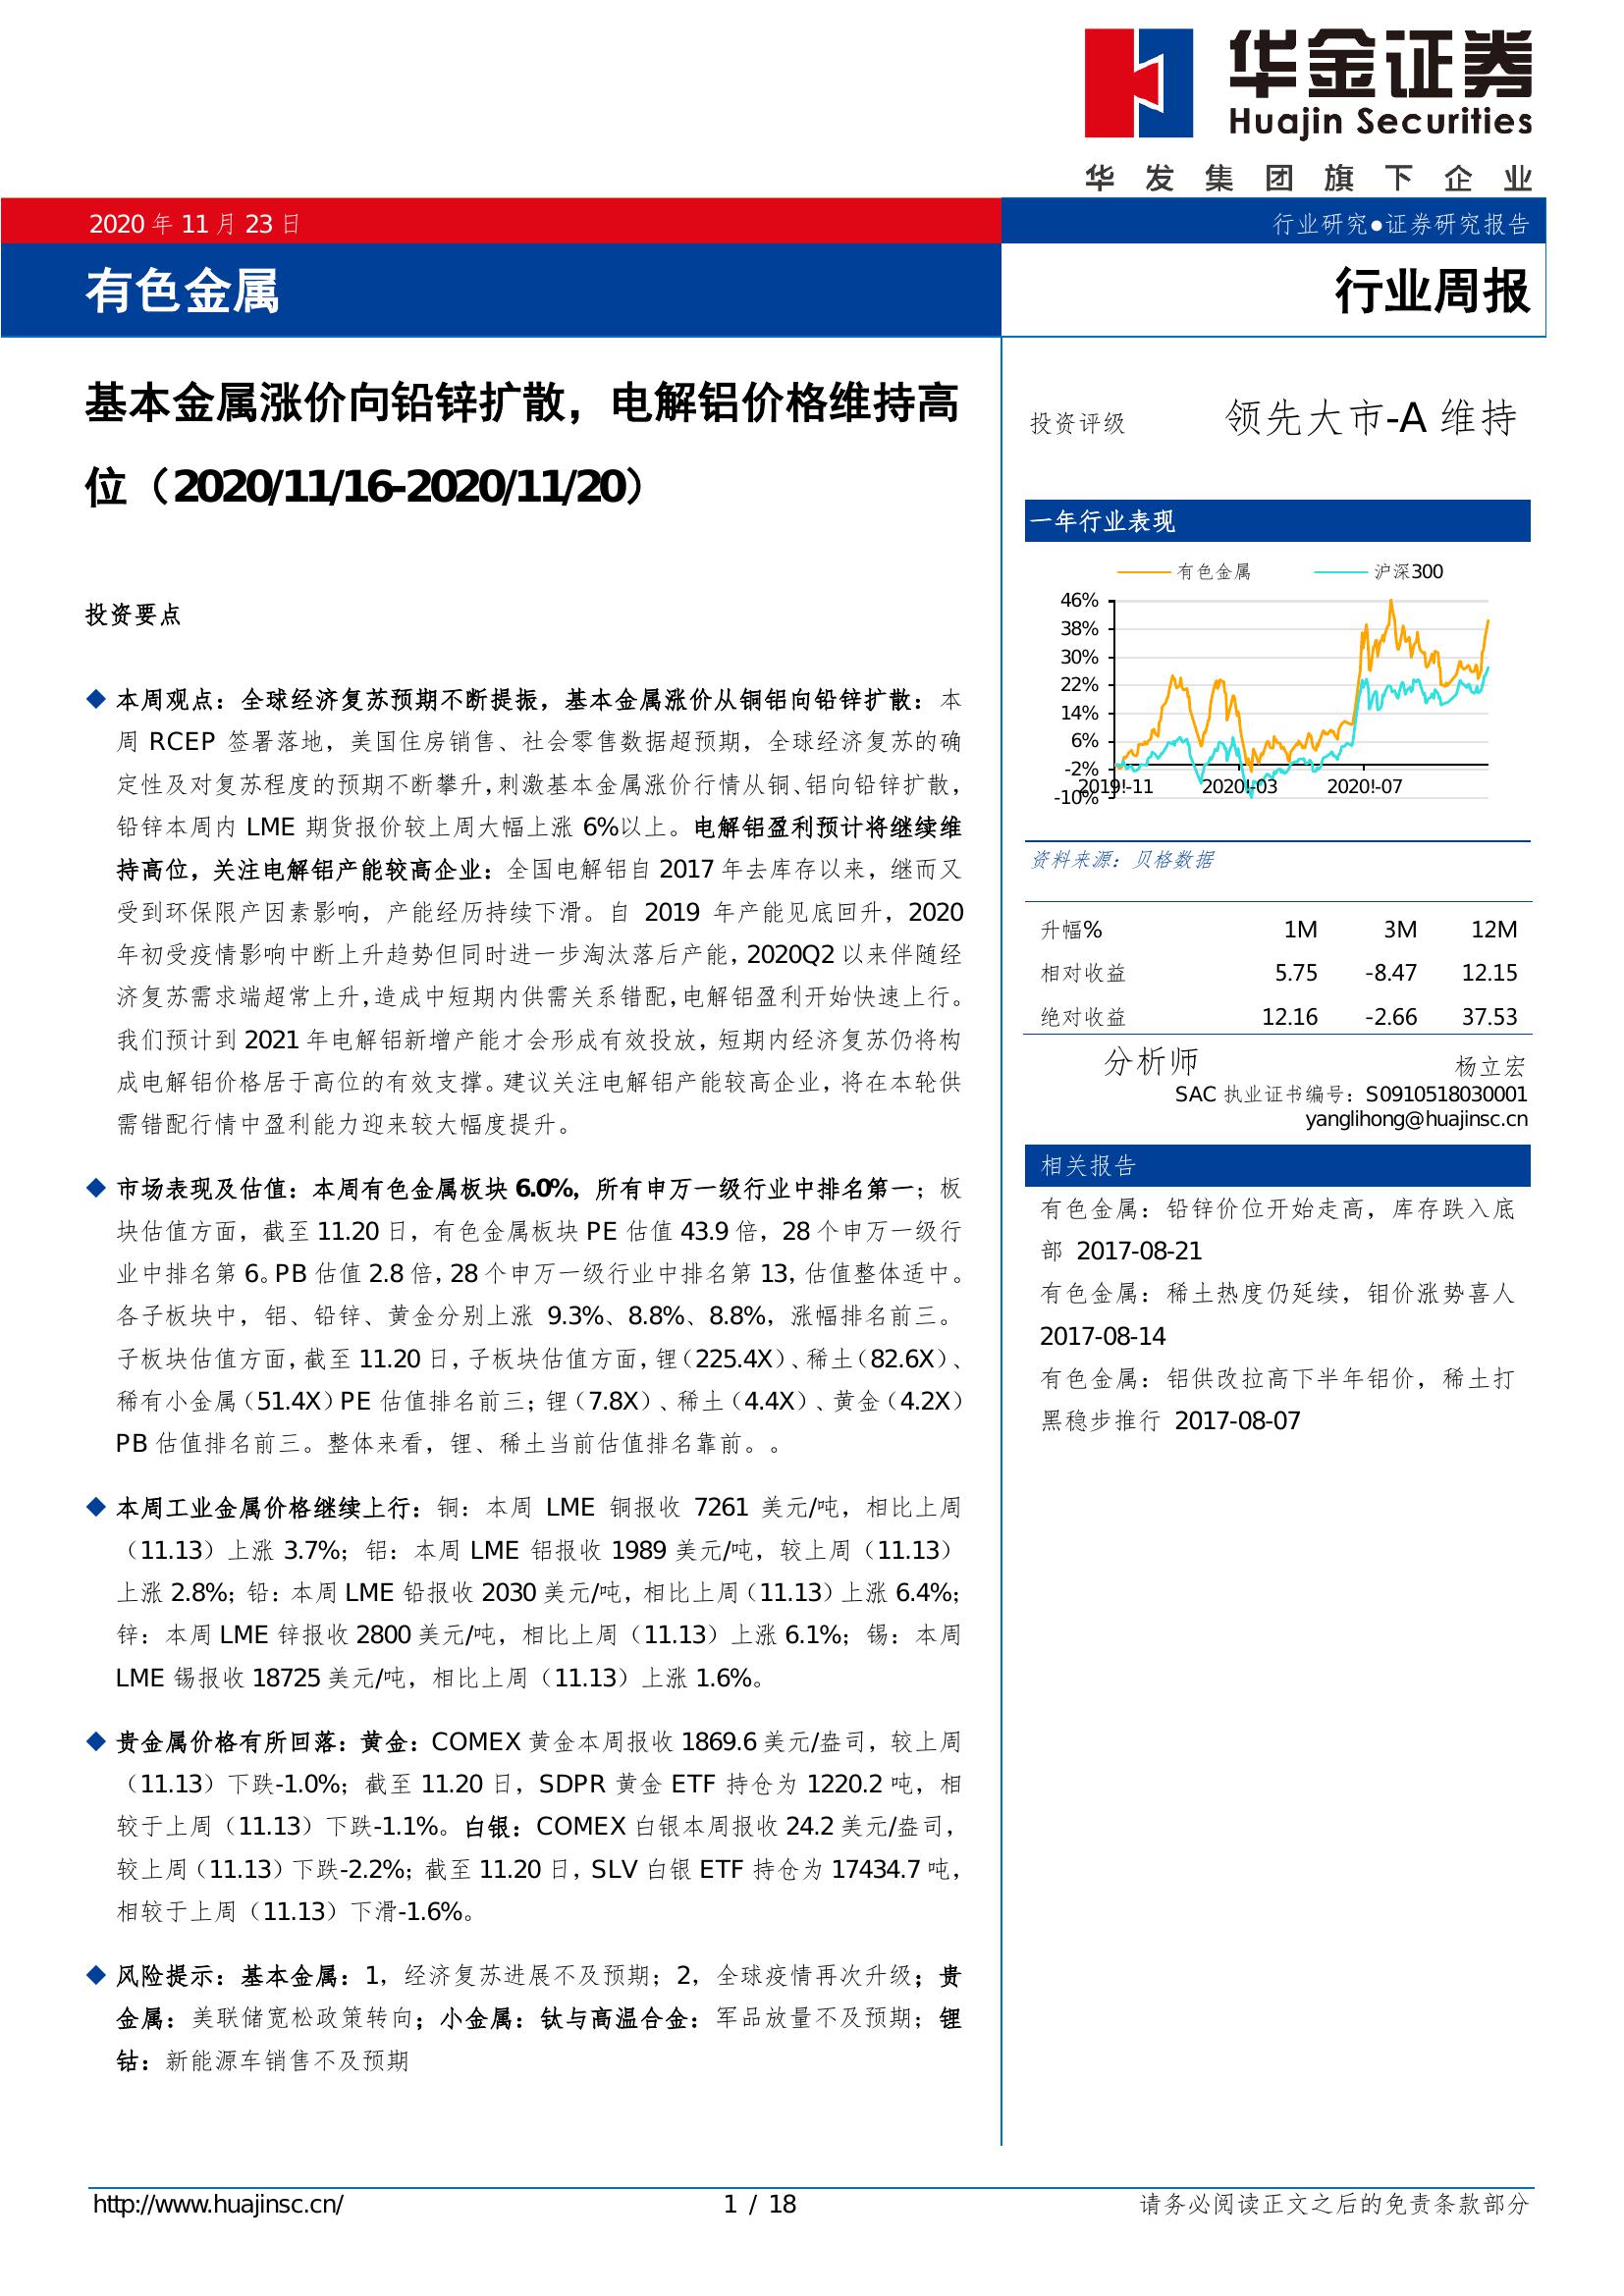 华金证券
Huajin Securities
华发集团旗下企业
2020 年 11 月 23 日
行业研究●证券研究报告
有色金属
行业周报
基本金属涨价向铅锌扩散，电解铝价格维持高
位（2020/11/16-2020/11/20）
投资要点
◆ 本周观点：全球经济复苏预期不断提振，基本金属涨价从铜铝向铅锌扩散：本
周 RCEP 签署落地，美国住房销售、社会零售数据超预期，全球经济复苏的确
定性及对复苏程度的预期不断攀升，刺激基本金属涨价行情从铜、铝向铅锌扩散，
铅锌本周内 LME 期货报价较上周大幅上涨 6%以上。电解铝盈利预计将继续维
持高位，关注电解铝产能较高企业：全国电解铝自 2017 年去库存以来，继而又
受到环保限产因素影响，产能经历持续下滑。自 2019 年产能见底回升，2020
年初受疫情影响中断上升趋势但同时进一步淘汰落后产能，2020Q2 以来伴随经
济复苏需求端超常上升，造成中短期内供需关系错配，电解铝盈利开始快速上行。
我们预计到 2021 年电解铝新增产能才会形成有效投放，短期内经济复苏仍将构
成电解铝价格居于高位的有效支撑。建议关注电解铝产能较高企业，将在本轮供
需错配行情中盈利能力迎来较大幅度提升。
◆ 市场表现及估值：本周有色金属板块 6.0%，所有申万一级行业中排名第一；板
块估值方面，截至 11.20 日，有色金属板块 PE 估值 43.9 倍，28 个申万一级行
业中排名第 6。PB 估值 2.8 倍，28 个申万一级行业中排名第 13，估值整体适中。
各子板块中，铝、铅锌、黄金分别上涨 9.3%、8.8%、8.8%，涨幅排名前三。
子板块估值方面，截至 11.20 日，子板块估值方面，锂（225.4X）、稀土（82.6X）、
稀有小金属（51.4X）PE 估值排名前三；锂（7.8X）、稀土（4.4X）、黄金（4.2X）
PB 估值排名前三。整体来看，锂、稀土当前估值排名靠前。。
◆ 本周工业金属价格继续上行：铜：本周 LME 铜报收 7261 美元/吨，相比上周
（11.13）上涨 3.7%；铝：本周 LME 铝报收 1989 美元/吨，较上周（11.13）
上涨 2.8%；铅：本周 LME 铅报收 2030 美元/吨，相比上周（11.13）上涨 6.4%；
锌：本周 LME 锌报收 2800 美元/吨，相比上周（11.13）上涨 6.1%；锡：本周
LME 锡报收 18725 美元/吨，相比上周（11.13）上涨 1.6%。
◆ 贵金属价格有所回落：黄金：COMEX 黄金本周报收 1869.6 美元/盎司，较上周
（11.13）下跌-1.0%；截至 11.20 日，SDPR 黄金 ETF 持仓为 1220.2 吨，相
较于上周（11.13）下跌-1.1%。白银：COMEX 白银本周报收 24.2 美元/盎司，
较上周（11.13）下跌-2.2%；截至 11.20 日，SLV 白银 ETF 持仓为 17434.7 吨，
相较于上周（11.13）下滑-1.6%。
◆ 风险提示：基本金属：1，经济复苏进展不及预期；2，全球疫情再次升级；贵
金属：美联储宽松政策转向；小金属：钛与高温合金：军品放量不及预期；锂
钴：新能源车销售不及预期
投资评级 领先大市-A 维持
一年行业表现
有色金属 沪深300
46%
38%
30%
22%
14%
6%
-2%
-10%
2019!-11 2020!-03 2020!-07
资料来源：贝格数据
升幅% 1M 3M 12M
相对收益 5.75 -8.47 12.15
绝对收益 12.16 -2.66 37.53
分析师 杨立宏
SAC 执业证书编号：S0910518030001
yanglihong@huajinsc.cn
相关报告
有色金属：铅锌价位开始走高，库存跌入底
部 2017-08-21
有色金属：稀土热度仍延续，钼价涨势喜人
2017-08-14
有色金属：铝供改拉高下半年铝价，稀土打
黑稳步推行 2017-08-07
http://www.huajinsc.cn/
1 / 18
请务必阅读正文之后的免责条款部分